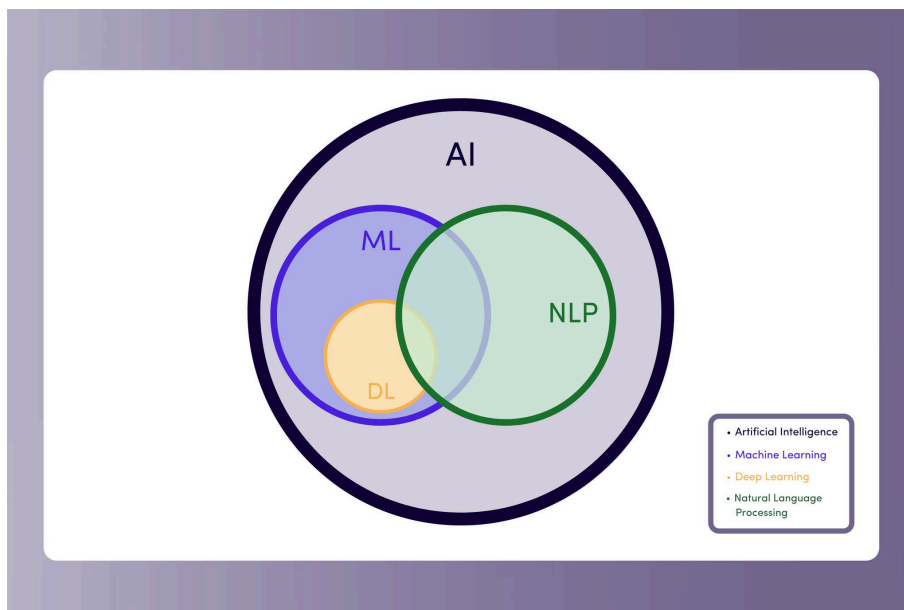 AI
ML
NLP
DL
• Artificial Intelligence
• Machine Learning
• Deep Learning
• Natural Language
Processing